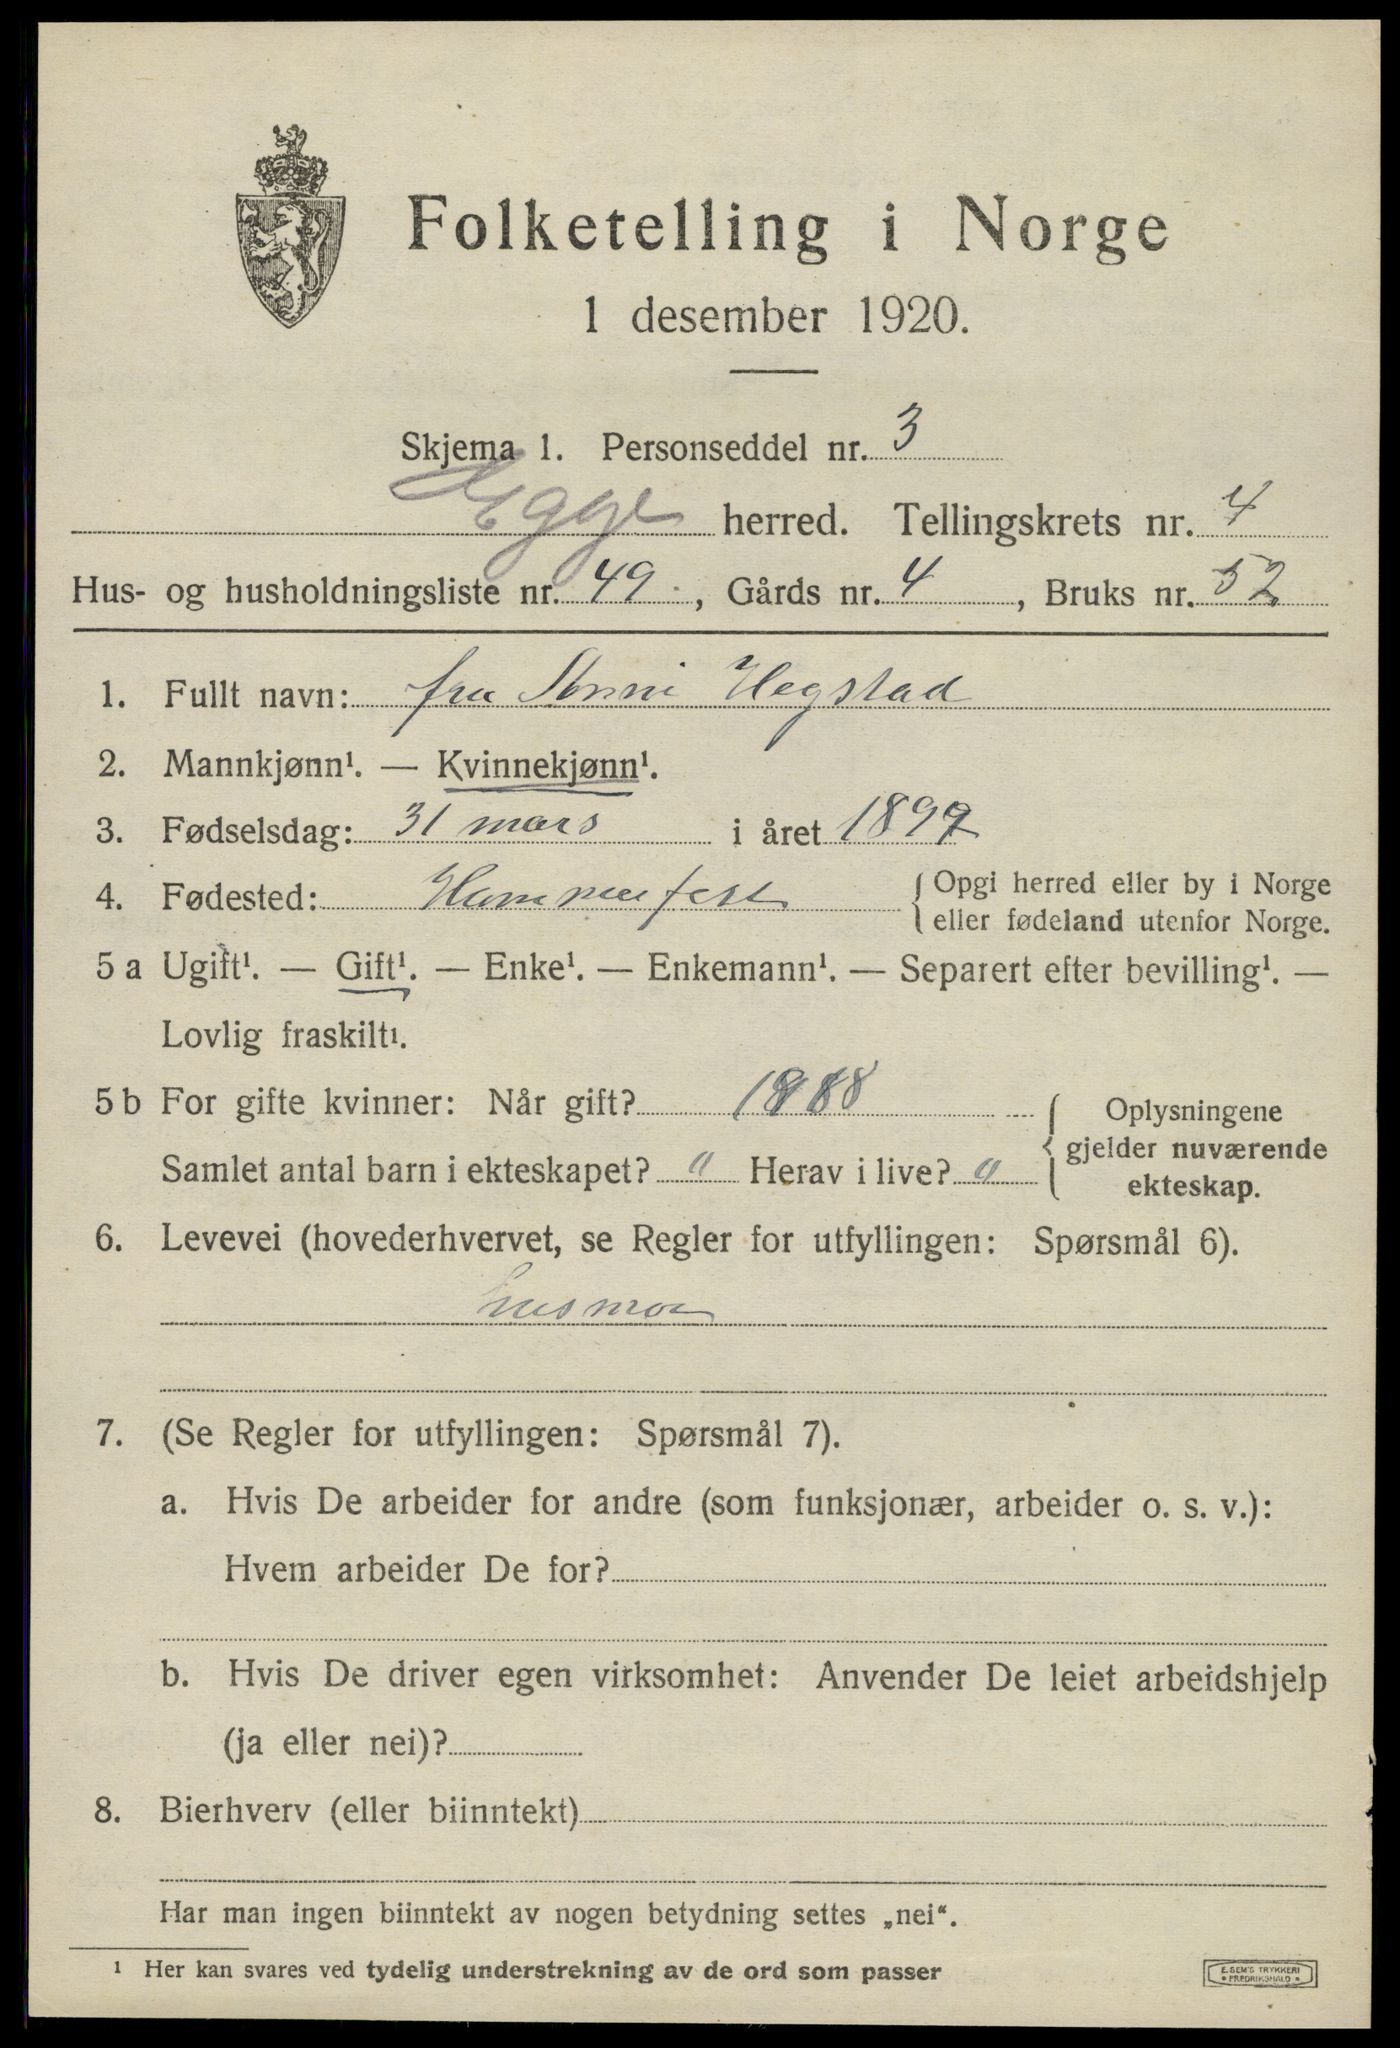 Folketelling i Norge
1 desember 1920.
Skjema 1. Personseddel nr. 3
Egge herred. Tellingskrets nr. 4
Hus- og husholdningsliste nr. 49, Gårds nr. 4, Bruks nr. 52
1. Fullt navn: fru Hegstad
2. Mannkjønn¹. — Kvinnekjønn¹.
3. Fødselsdag: 31 mars i året
4. Fødested: Hammerfest { Opgi herred eller by i Norge
eller fødeland utenfor Norge.
5 a Ugift¹. — Gift¹. — Enke¹. — Enkemann¹. — Separert efter bevilling¹. —
Lovlig fraskilt¹.
5 b For gifte kvinner: Når gift? { Oplysningene
gjelder nuværende
Samlet antal barn i ekteskapet? " Herav i live? "
ekteskap.
6. Levevei (hovederhvervet, se Regler for utfyllingen: Spørsmål 6).
husmor
7. (Se Regler for utfyllingen: Spørsmål 7).
a. Hvis De arbeider for andre (som funksjonær, arbeider o. s. v.):
Hvem arbeider De for?
b. Hvis De driver egen virksomhet: Anvender De leiet arbeidshjelp
(ja eller nei)?
8. Bierhverv (eller biinntekt)
Har man ingen biinntekt av nogen betydning settes „nei“.
¹ Her kan svares ved tydelig understrekning av de ord som passer
E. SEM'S TRYKKERI
• FREDRIKSHALD •